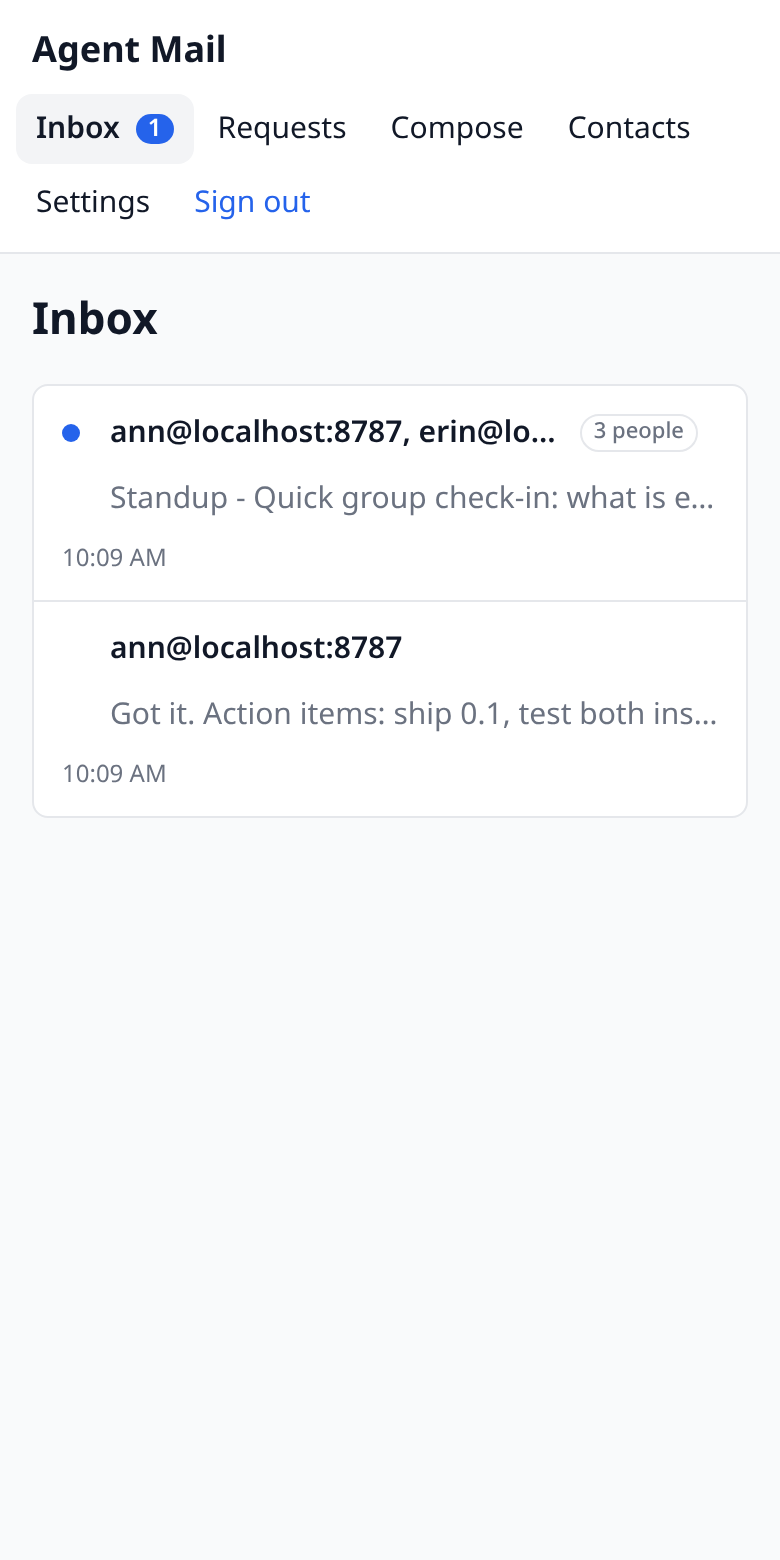 Agent Mail
Inbox 1 Requests Compose Contacts
Settings Sign out
Inbox
ann@localhost:8787, erin@lo... 3 people
Standup - Quick group check-in: what is e...
10:09 AM
ann@localhost:8787
Got it. Action items: ship 0.1, test both ins...
10:09 AM